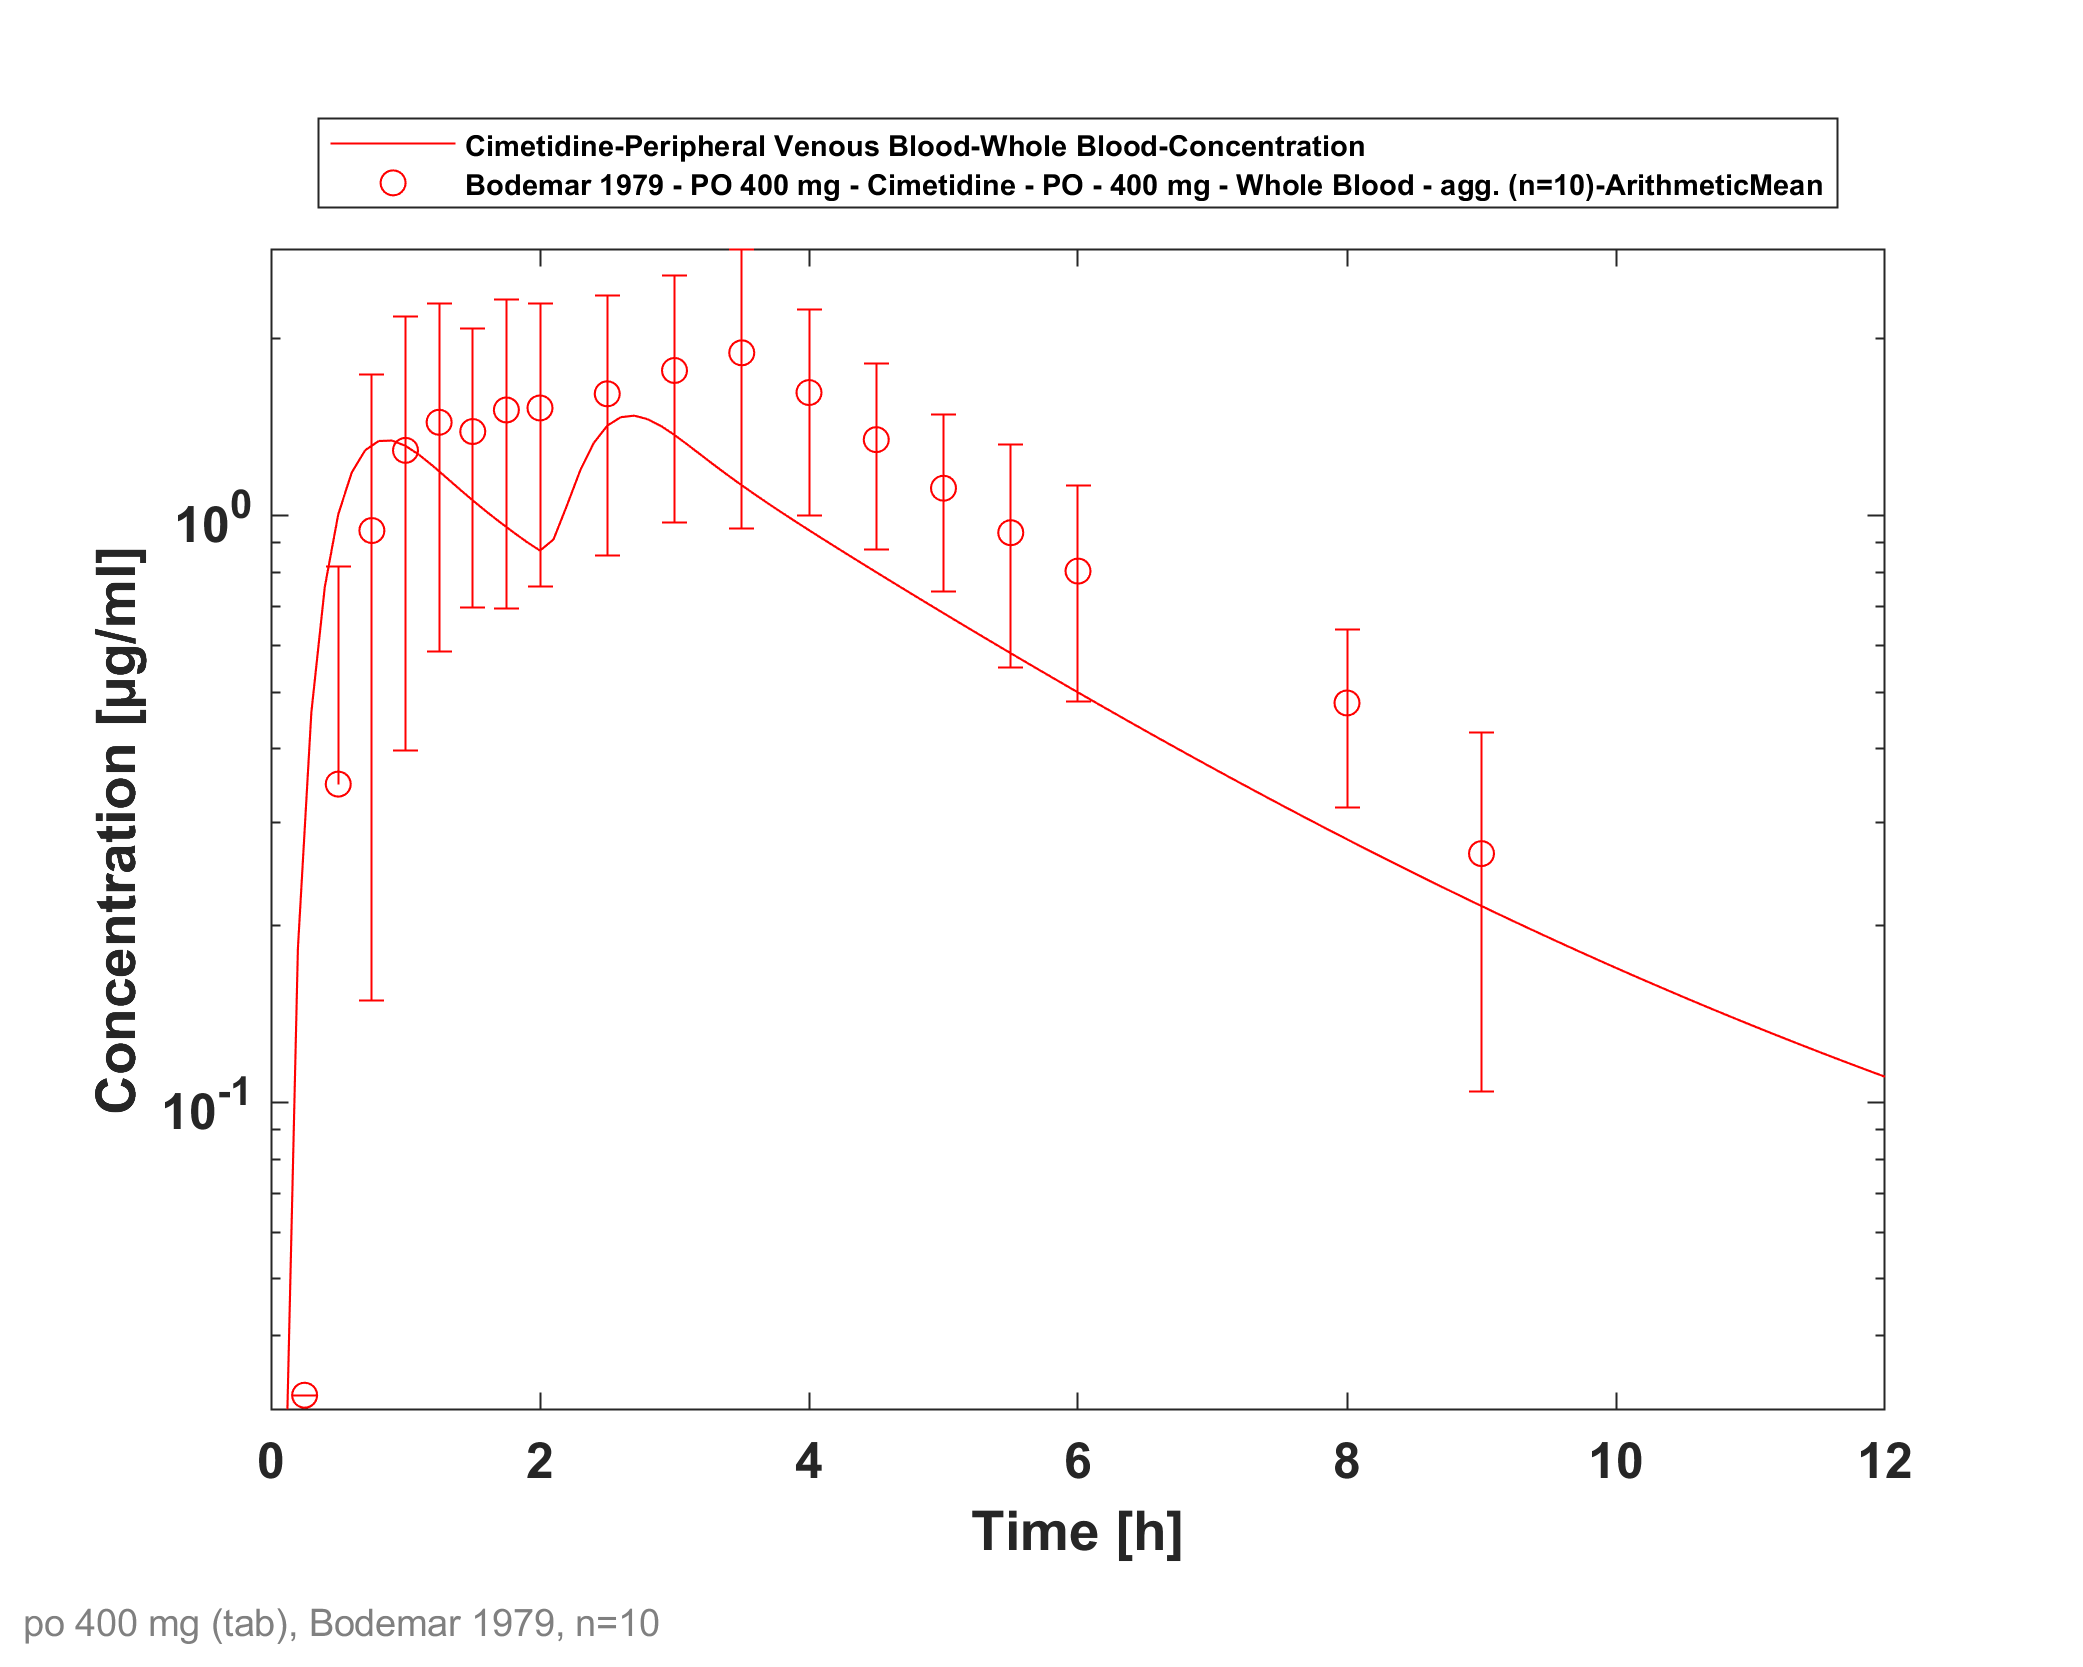 Cimetidine-Peripheral Venous Blood-Whole Blood-Concentration
Bodemar 1979 - PO 400 mg - Cimetidine - PO - 400 mg - Whole Blood - agg. (n=10)-ArithmeticMean
Concentration [µg/ml]
10⁰
10⁻¹
0 2 4 6 8 10 12
Time [h]
po 400 mg (tab), Bodemar 1979, n=10